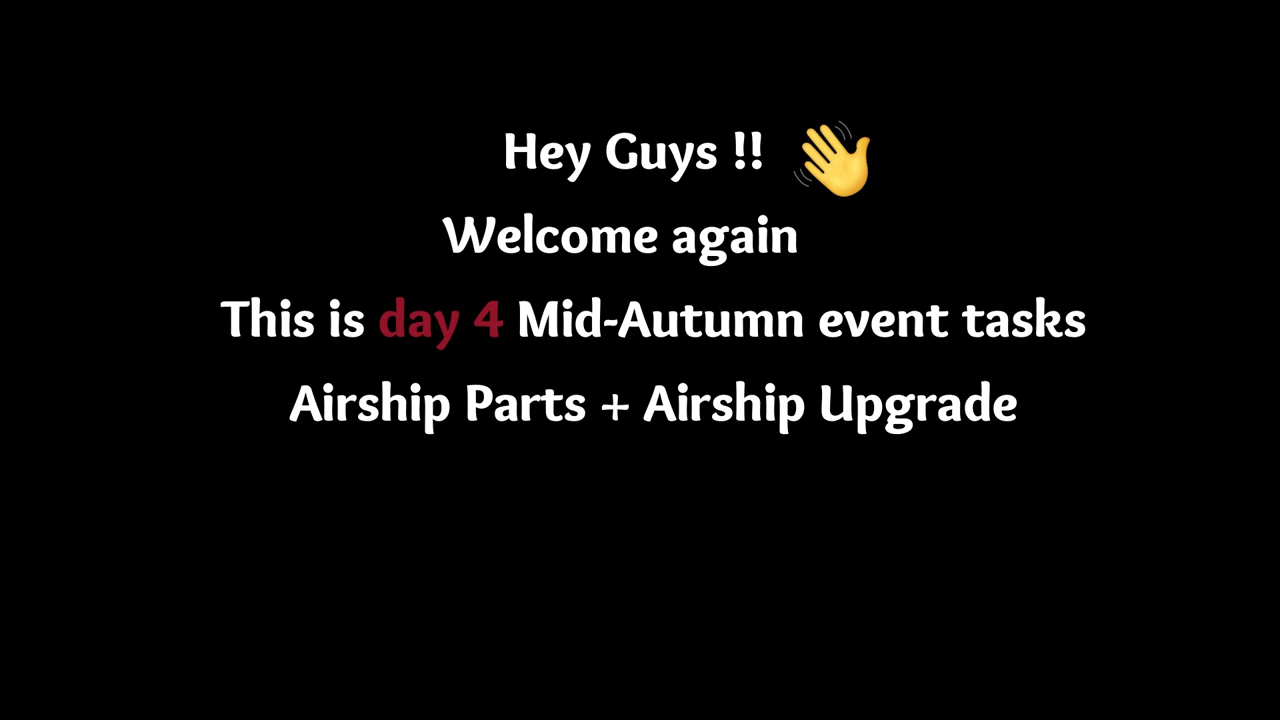 Hey Guys !! 👋
Welcome again
This is day 4 Mid-Autumn event tasks
Airship Parts + Airship Upgrade